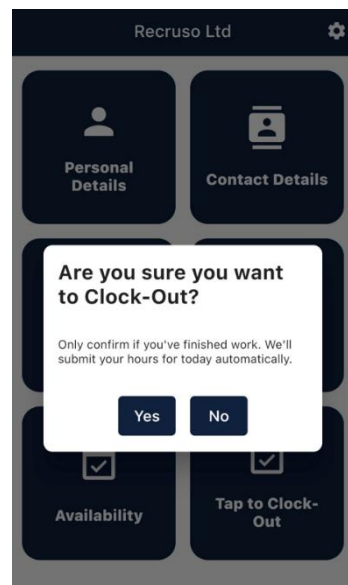 Recruso Ltd
Personal
Details
Contact Details
Are you sure you want
to Clock-Out?
Only confirm if you've finished work. We'll
submit your hours for today automatically.
Yes
No
Availability
Tap to Clock-
Out